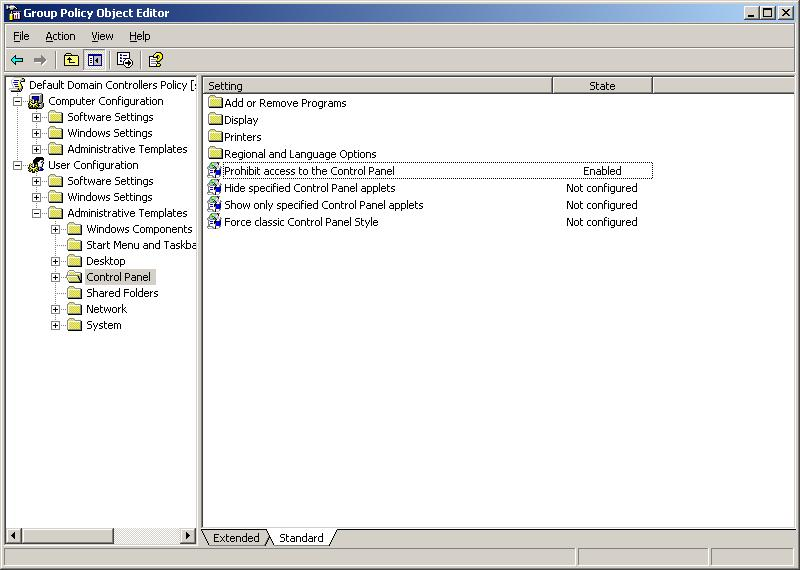 Group Policy Object Editor
File Action View Help
Default Domain Controllers Policy [
Computer Configuration
Software Settings
Windows Settings
Administrative Templates
User Configuration
Software Settings
Windows Settings
Administrative Templates
Windows Components
Start Menu and Taskba
Desktop
Control Panel
Shared Folders
Network
System
Setting State
Add or Remove Programs
Display
Printers
Regional and Language Options
Prohibit access to the Control Panel Enabled
Hide specified Control Panel applets Not configured
Show only specified Control Panel applets Not configured
Force classic Control Panel Style Not configured
Extended Standard